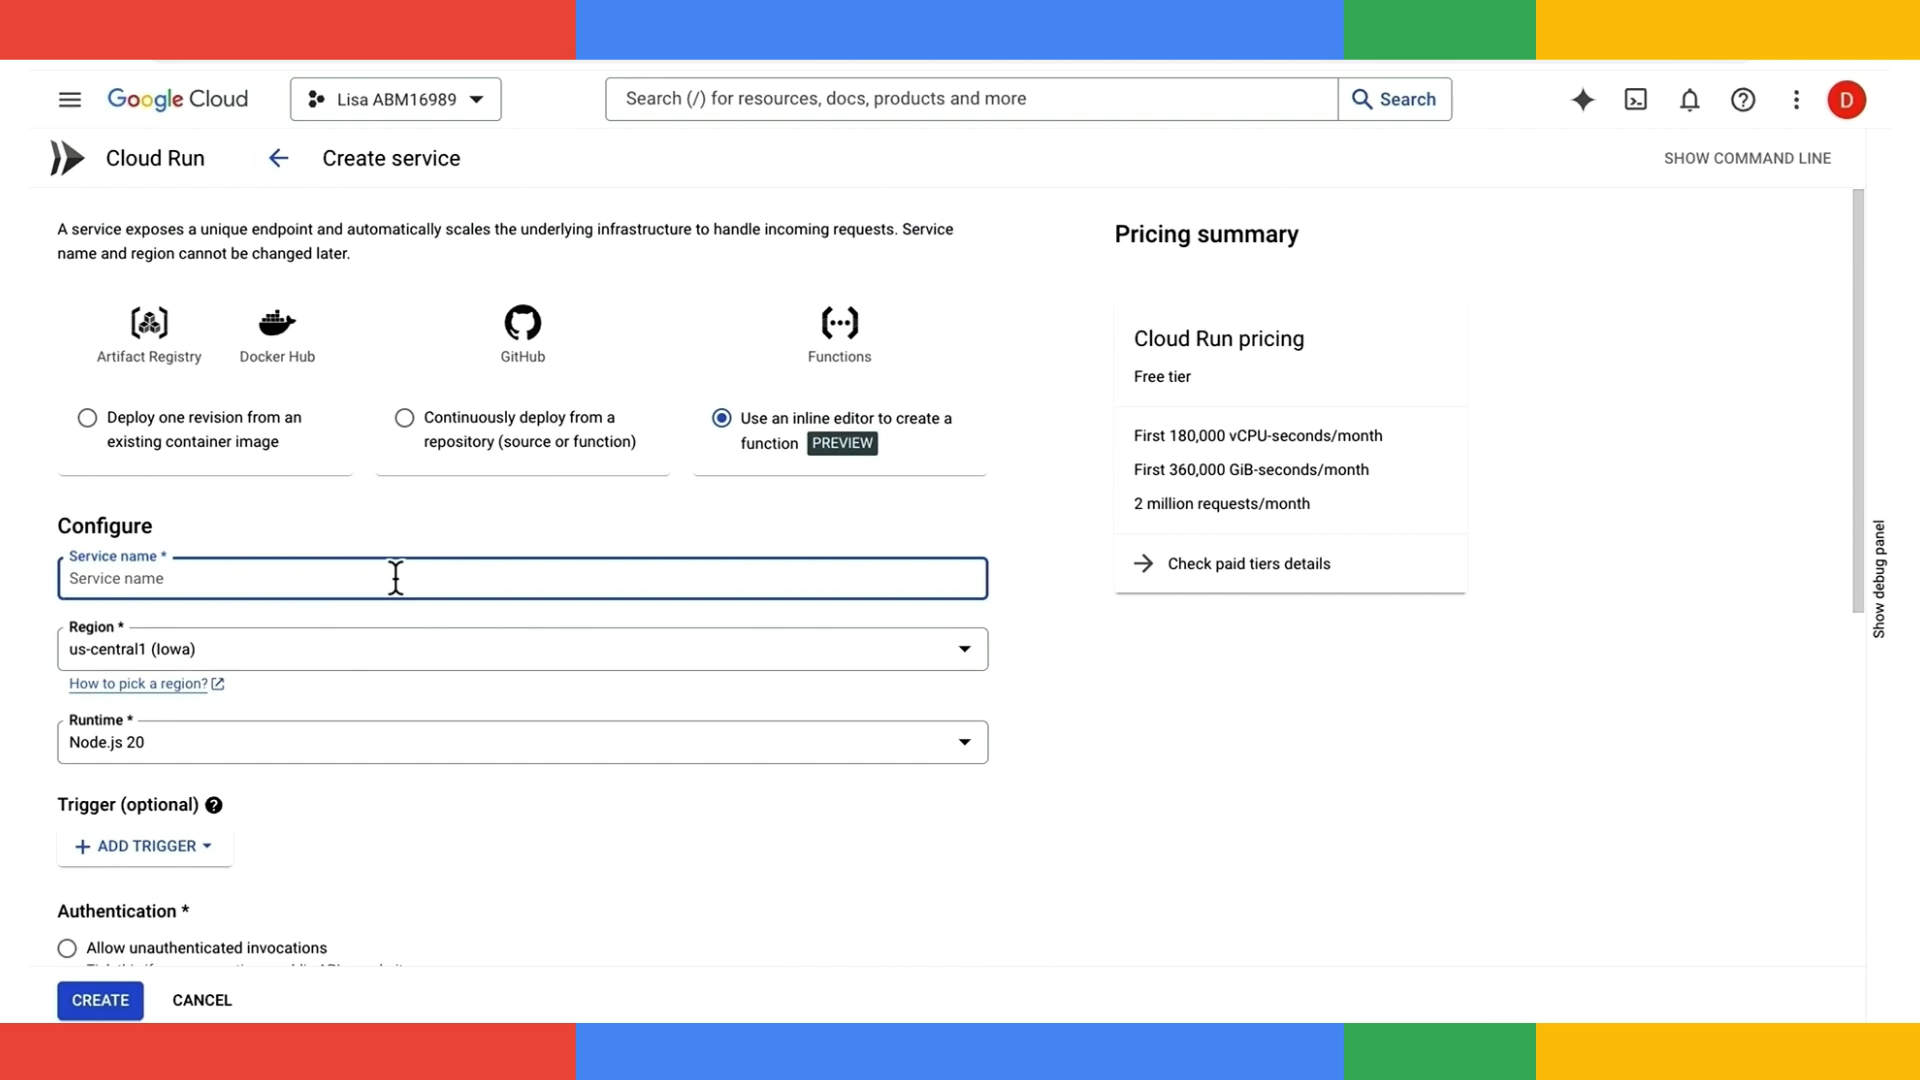 Google Cloud
Lisa ABM16989
Search (/) for resources, docs, products and more
Search
D
Cloud Run
Create service
SHOW COMMAND LINE
A service exposes a unique endpoint and automatically scales the underlying infrastructure to handle incoming requests. Service
name and region cannot be changed later.
Artifact Registry
Docker Hub
GitHub
Functions
Deploy one revision from an
existing container image
Continuously deploy from a
repository (source or function)
Use an inline editor to create a
function PREVIEW
Configure
Service name *
Service name
Region *
us-central1 (Iowa)
How to pick a region?
Runtime *
Node.js 20
Trigger (optional)
+ ADD TRIGGER
Authentication *
Allow unauthenticated invocations
CREATE
CANCEL
Pricing summary
Cloud Run pricing
Free tier
First 180,000 vCPU-seconds/month
First 360,000 GiB-seconds/month
2 million requests/month
Check paid tiers details
Show debug panel